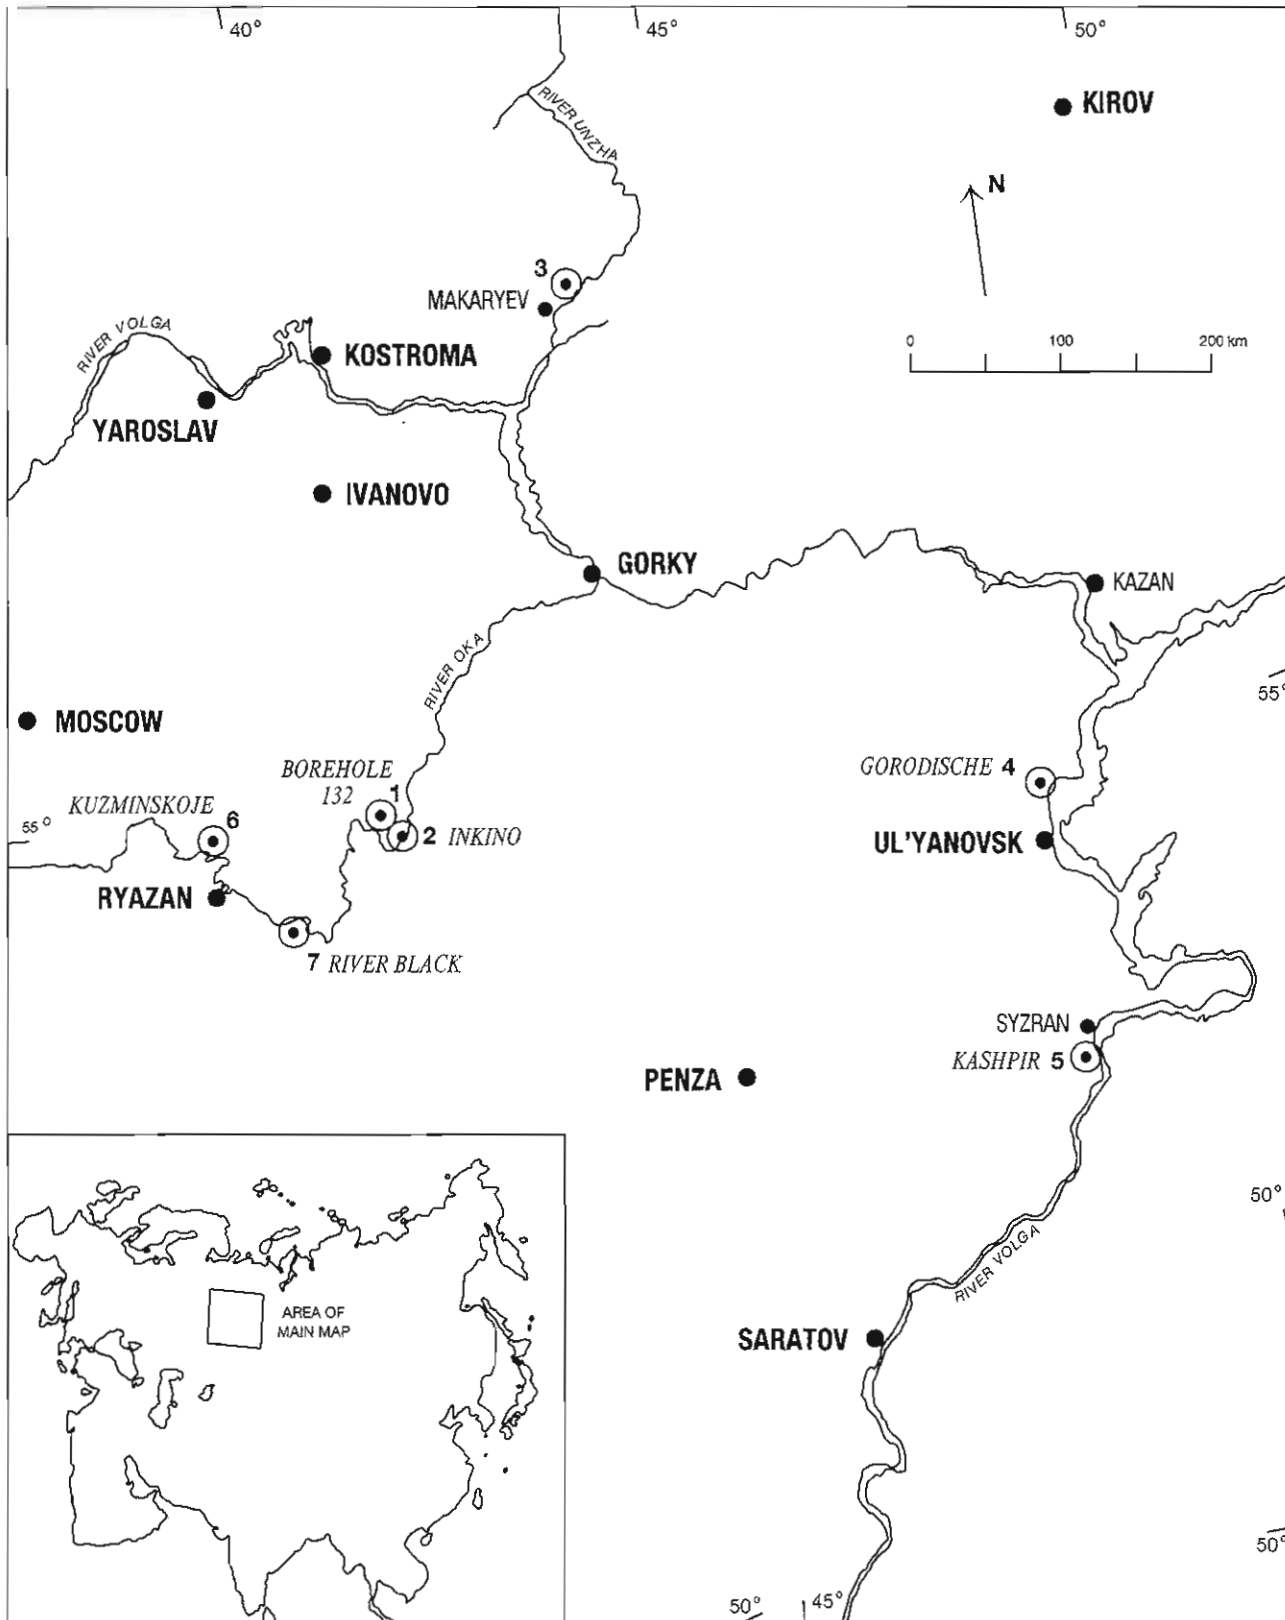 40°
45°
50°
KIROV
RIVER UNZHA
N
3
MAKARYEV
0 100 200 km
RIVER VOLGA
KOSTROMA
YAROSLAV
IVANOVO
GORKY
KAZAN
RIVER OKA
55°
MOSCOW
BOREHOLE
132
1
GORODISCHE 4
KUZMINSKOJE
6
55°
2 INKINO
UL'YANOVSK
RYAZAN
7 RIVER BLACK
SYZRAN
KASHPIR 5
PENZA
50°
RIVER VOLGA
AREA OF
MAIN MAP
SARATOV
50°
50°
45°